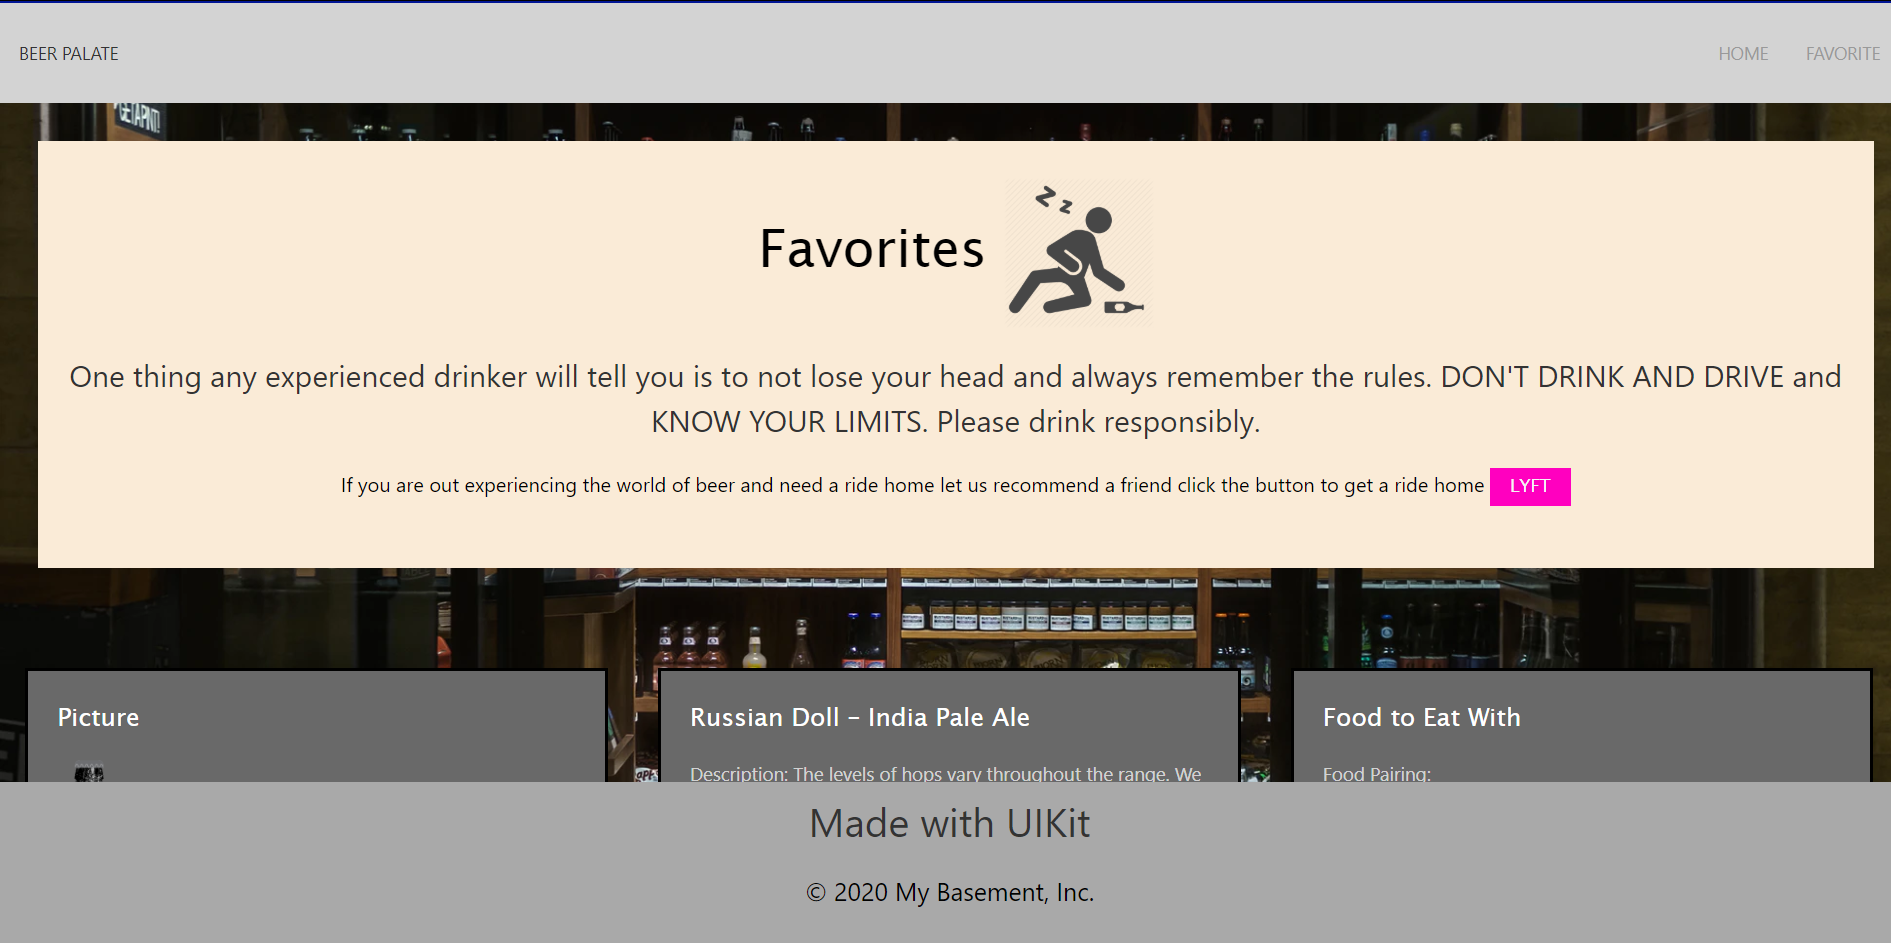 BEER PALATE
HOME
FAVORITE
GETAPNT!
Favorites
Z z
One thing any experienced drinker will tell you is to not lose your head and always remember the rules. DON'T DRINK AND DRIVE and
KNOW YOUR LIMITS. Please drink responsibly.
If you are out experiencing the world of beer and need a ride home let us recommend a friend click the button to get a ride home
LYFT
Picture
Russian Doll – India Pale Ale
Food to Eat With
Description: The levels of hops vary throughout the range. We
Food Pairing:
Made with UIKit
© 2020 My Basement, Inc.